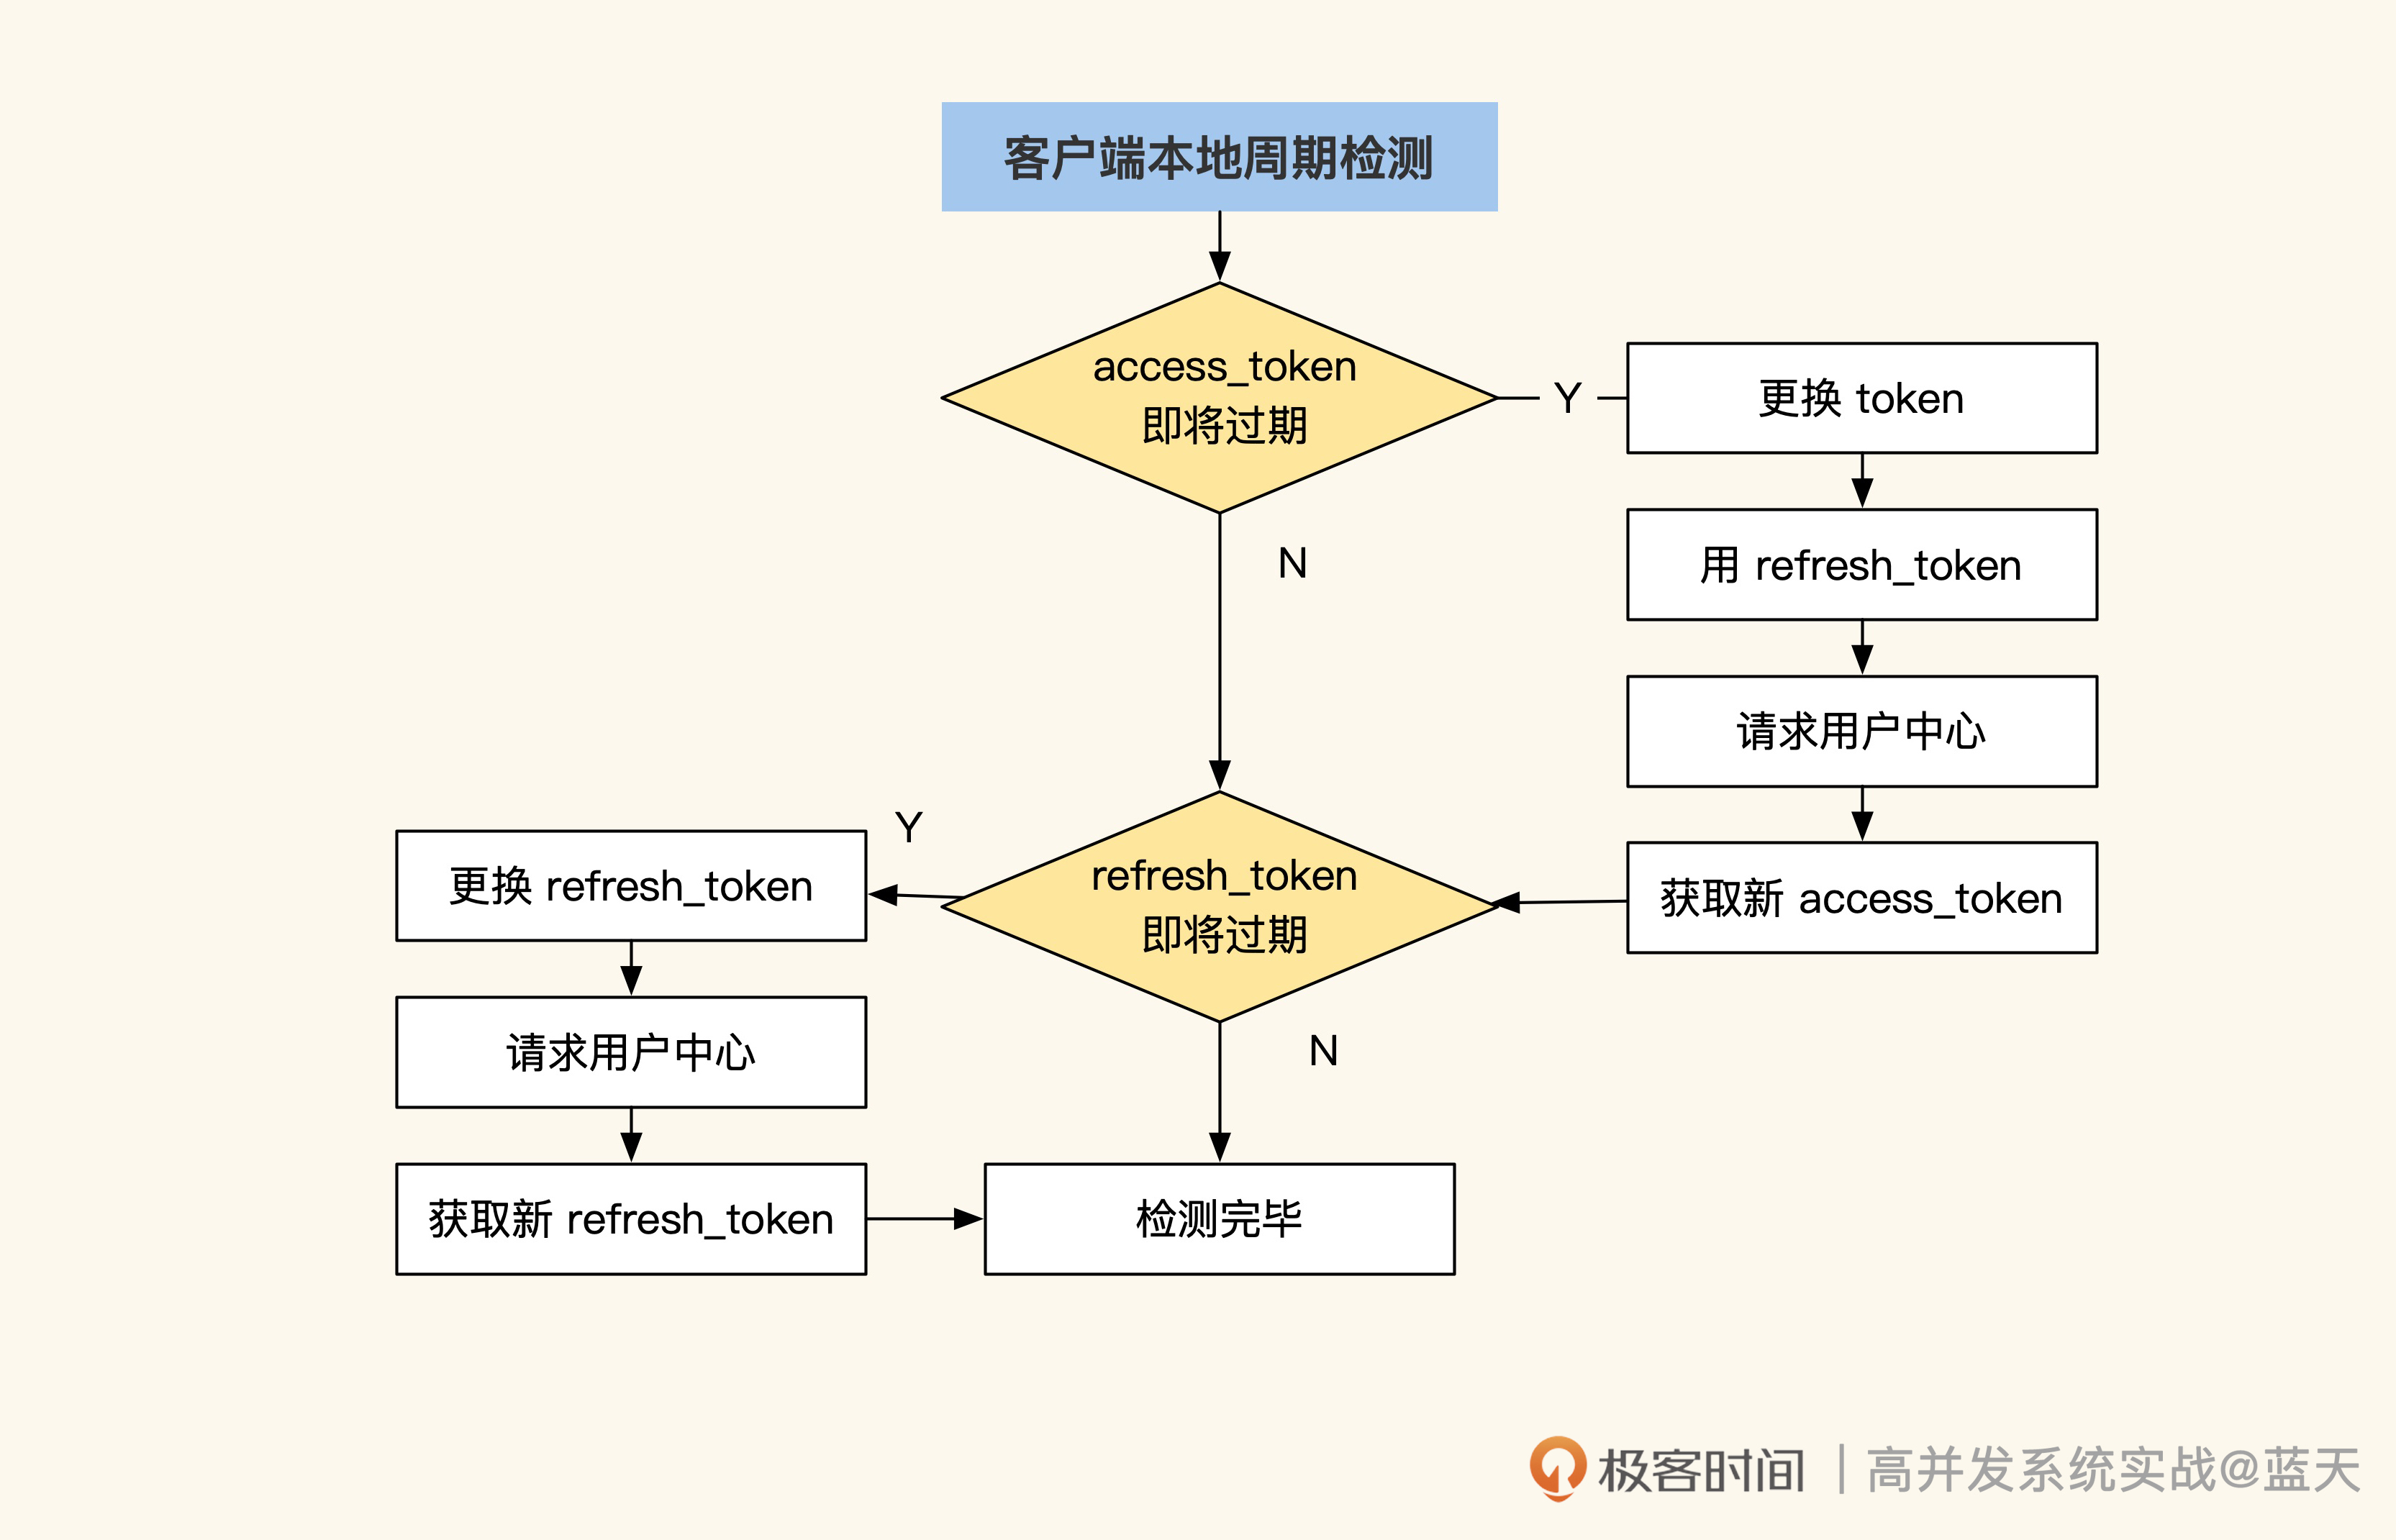 客户端本地周期检测
access_token
即将过期
Y
更换 token
N
用 refresh_token
请求用户中心
获取新 access_token
refresh_token
即将过期
Y
更换 refresh_token
请求用户中心
获取新 refresh_token
N
检测完毕
极客时间 | 高并发系统实战@蓝天